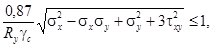 0,87/(R_y γ_c) √(σ_x² − σ_x σ_y + σ_y² + 3τ_xy²) ≤ 1,